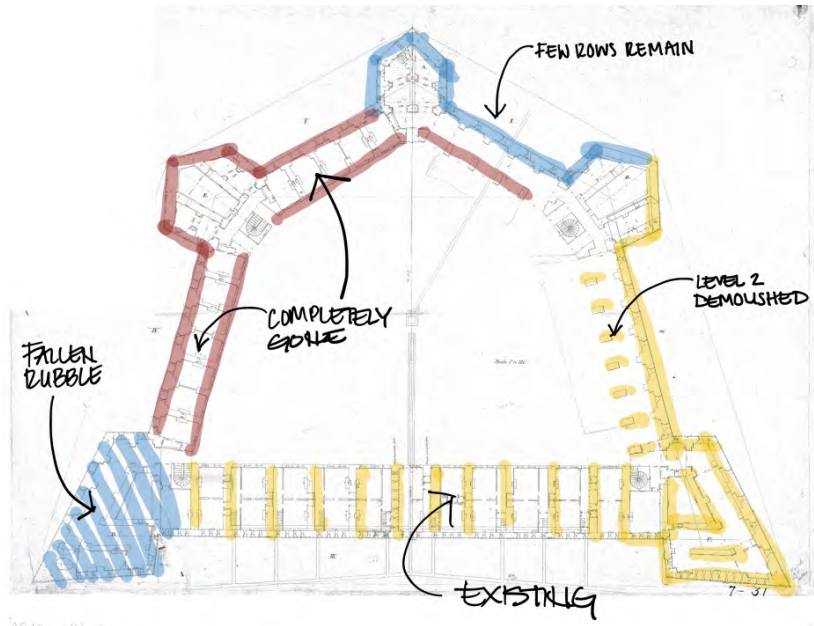 FEW ROWS REMAIN
LEVEL 2
DEMOLISHED
COMPLETELY
GONE
FALLEN
RUBBLE
EXISTING
7-31